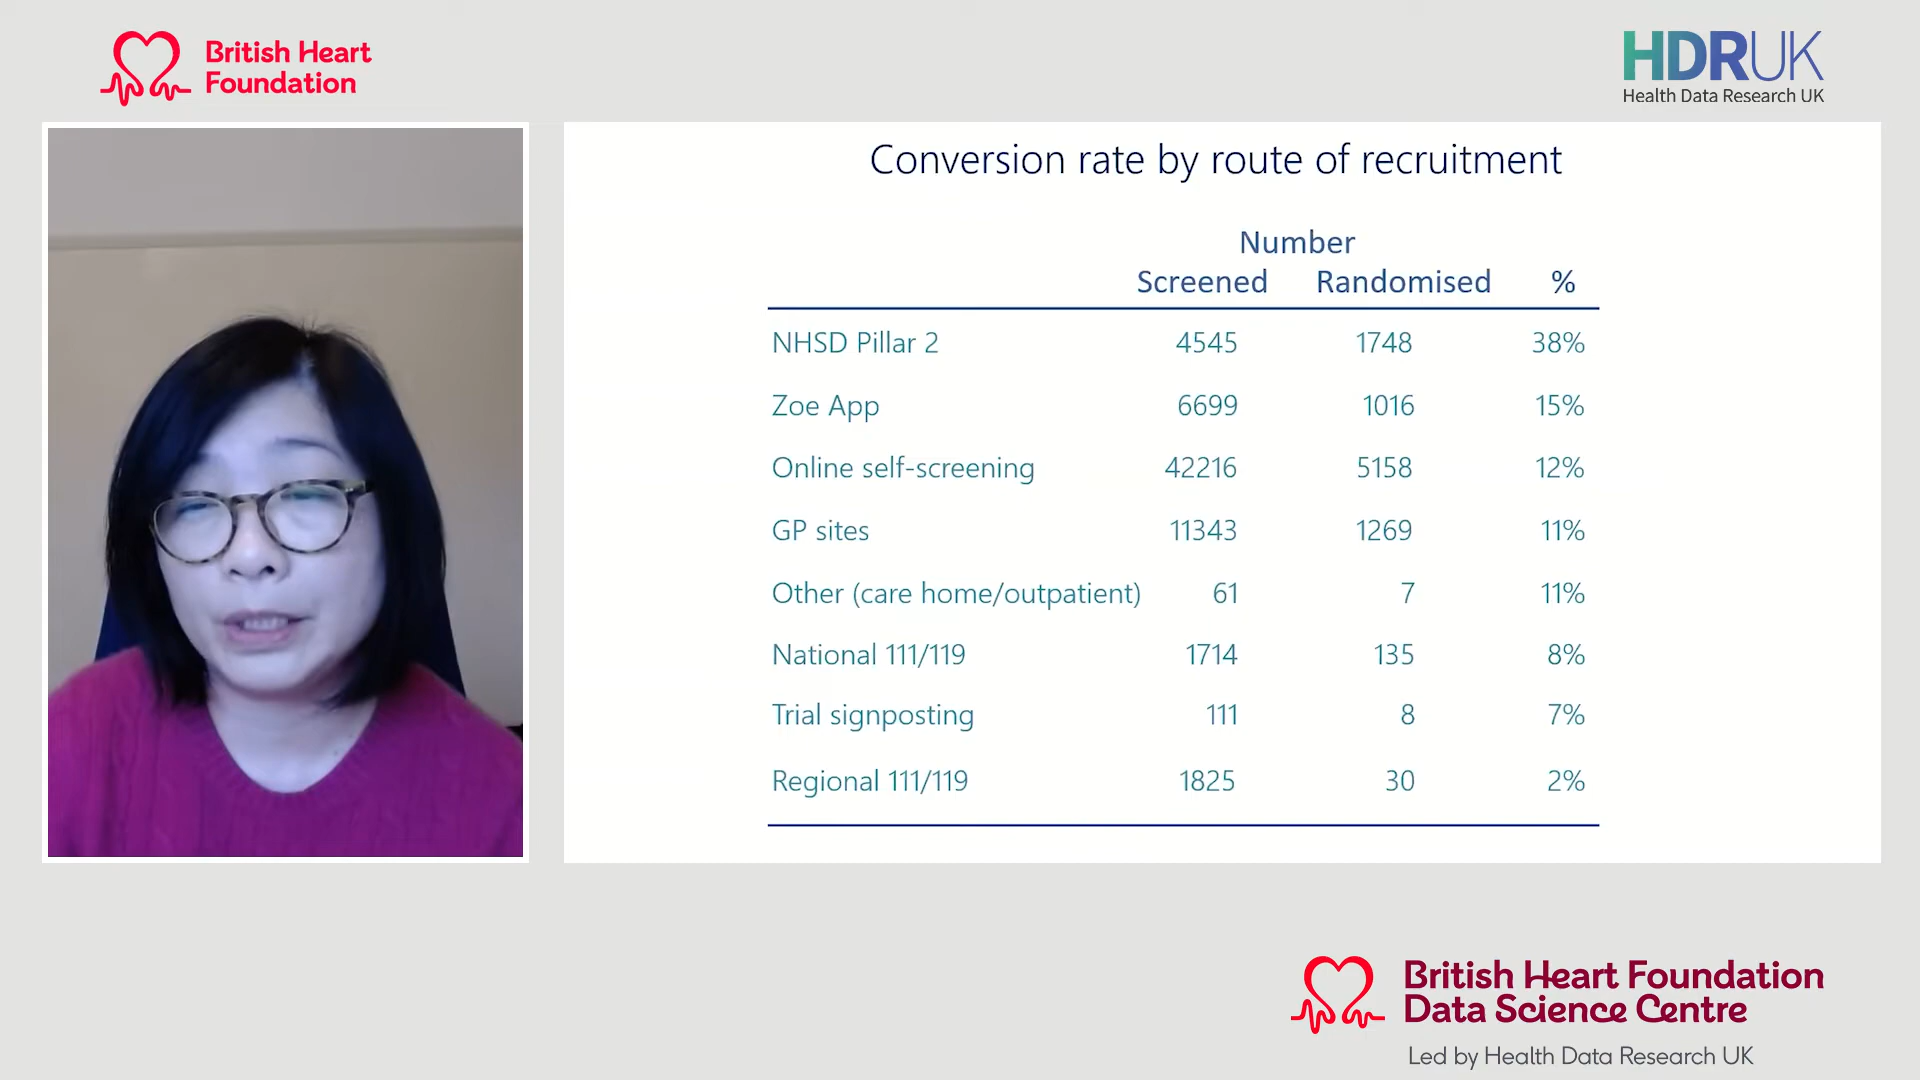 British Heart
Foundation
HDRUK
Health Data Research UK
Conversion rate by route of recruitment
Number
Screened Randomised %
NHSD Pillar 2 4545 1748 38%
Zoe App 6699 1016 15%
Online self-screening 42216 5158 12%
GP sites 11343 1269 11%
Other (care home/outpatient) 61 7 11%
National 111/119 1714 135 8%
Trial signposting 111 8 7%
Regional 111/119 1825 30 2%
British Heart Foundation
Data Science Centre
Led by Health Data Research UK